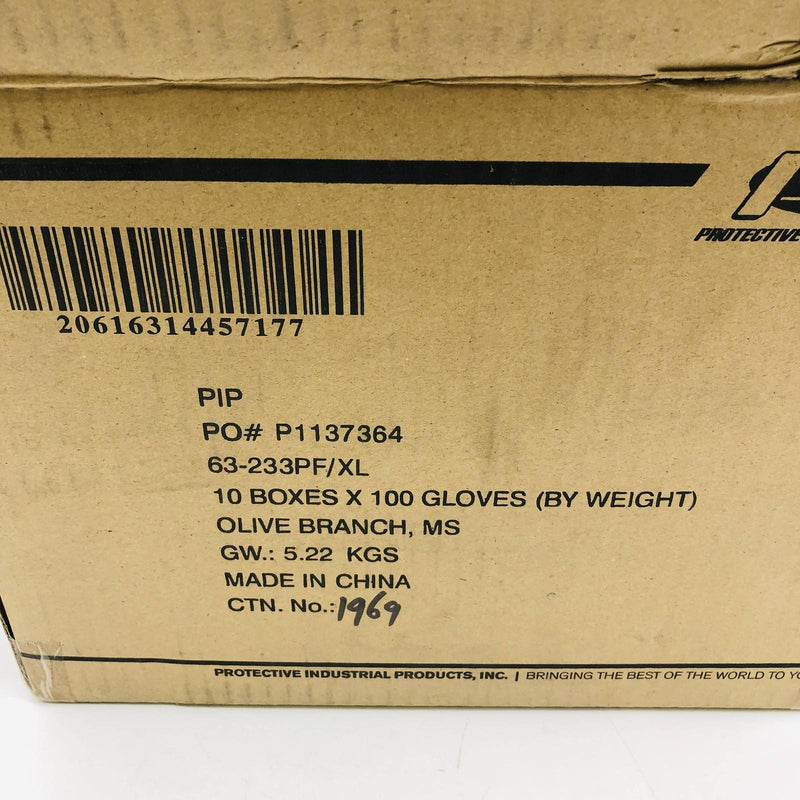 PROTECTIVE
20616314457177
PIP
PO# P1137364
63-233PF/XL
10 BOXES X 100 GLOVES (BY WEIGHT)
OLIVE BRANCH, MS
GW.: 5.22 KGS
MADE IN CHINA
CTN. No.:1969
PROTECTIVE INDUSTRIAL PRODUCTS, INC. | BRINGING THE BEST OF THE WORLD TO